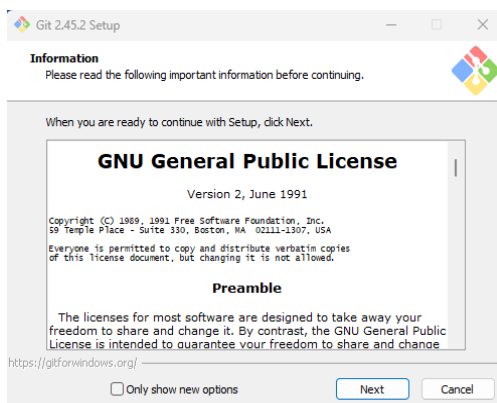 Git 2.45.2 Setup
Information
Please read the following important information before continuing.
When you are ready to continue with Setup, click Next.
GNU General Public License
Version 2, June 1991
Copyright (C) 1989, 1991 Free Software Foundation, Inc.
59 Temple Place - Suite 330, Boston, MA  02111-1307, USA
Everyone is permitted to copy and distribute verbatim copies
of this license document, but changing it is not allowed.
Preamble
The licenses for most software are designed to take away your
freedom to share and change it. By contrast, the GNU General Public
License is intended to guarantee your freedom to share and change
https://gitforwindows.org/
Only show new options
Next
Cancel